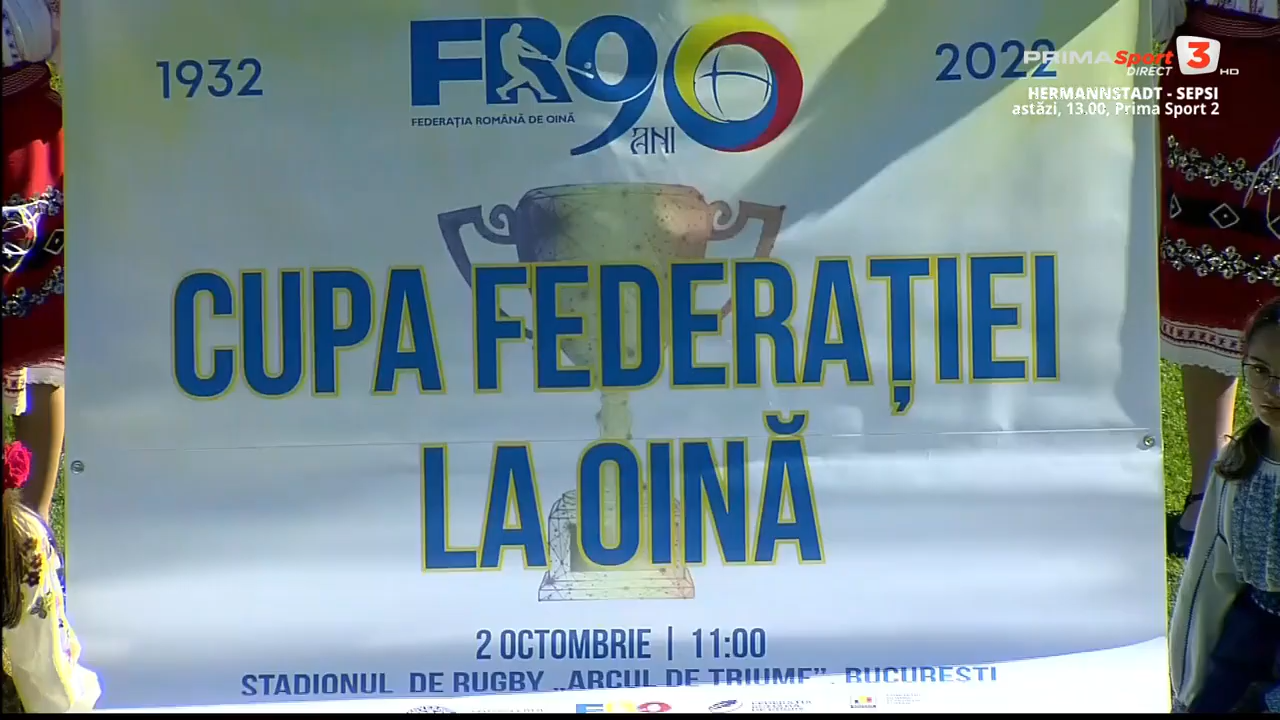 1932
FR90
2022
FEDERAȚIA ROMÂNĂ DE OINĂ
ANI
PRIMA Sport 3
DIRECT
HD
HERMANNSTADT - SEPSI
astăzi, 13.00, Prima Sport 2
CUPA FEDERAȚIEI
LA OINĂ
2 OCTOMBRIE | 11:00
STADIONUL DE RUGBY „ARCUL DE TRIUMF”, BUCUREȘTI
FR90